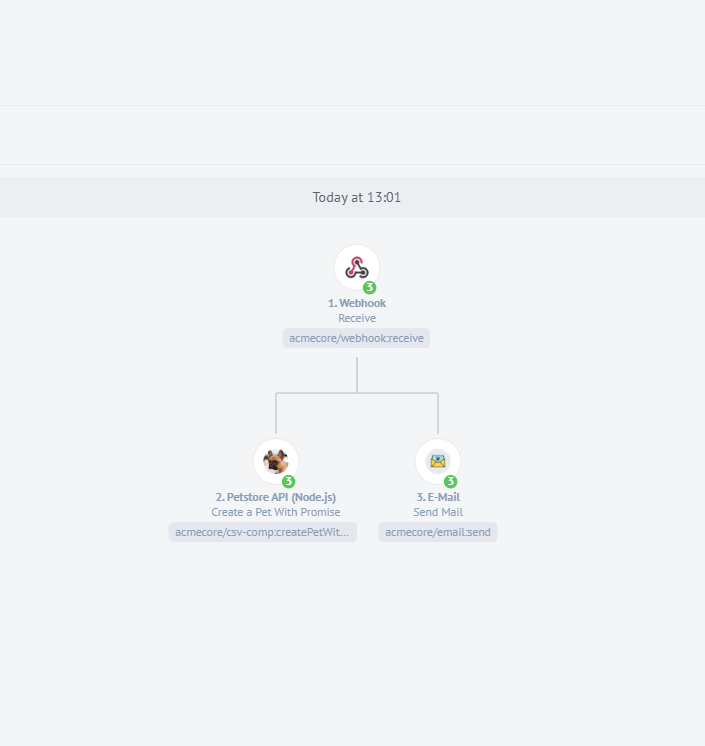 Today at 13:01
3
1. Webhook
Receive
acmecore/webhook:receive
3
2. Petstore API (Node.js)
Create a Pet With Promise
acmecore/csv-comp:createPetWit...
3
3. E-Mail
Send Mail
acmecore/email:send